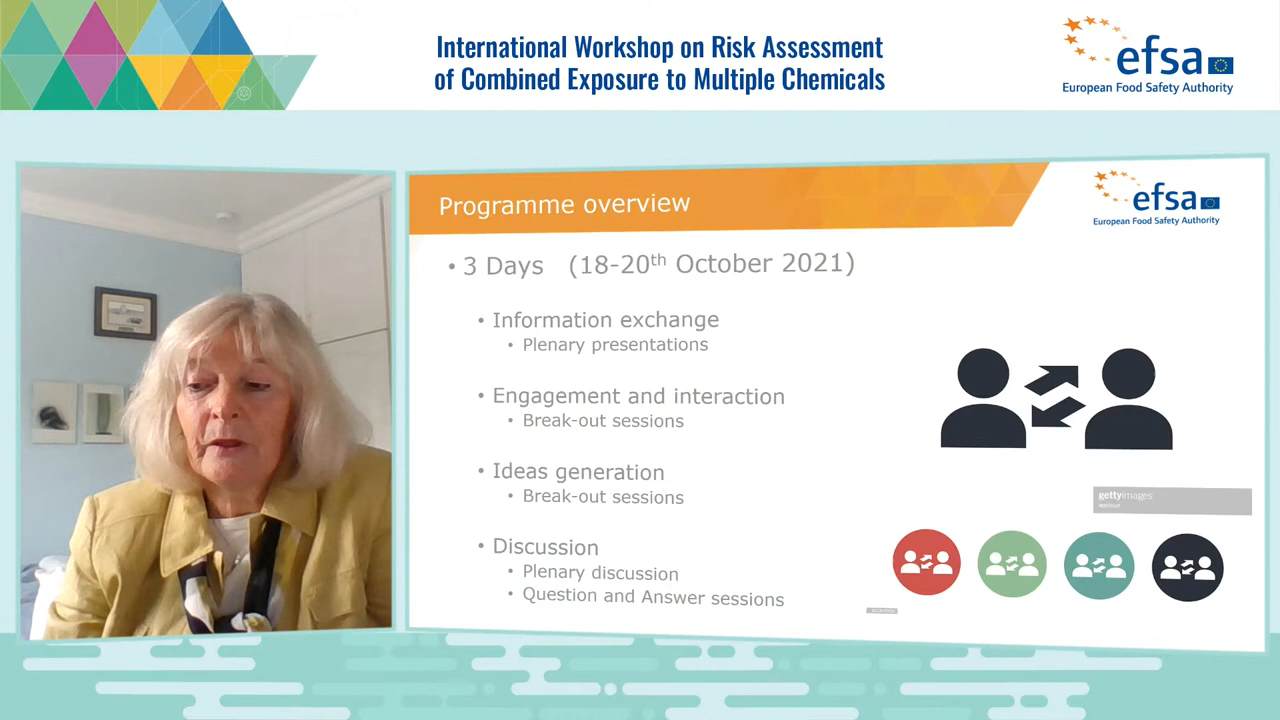 International Workshop on Risk Assessment
of Combined Exposure to Multiple Chemicals
efsa
European Food Safety Authority
Programme overview
efsa
European Food Safety Authority
• 3 Days (18-20th October 2021)
• Information exchange
• Plenary presentations
• Engagement and interaction
• Break-out sessions
• Ideas generation
• Break-out sessions
• Discussion
• Plenary discussion
• Question and Answer sessions
gettyimages